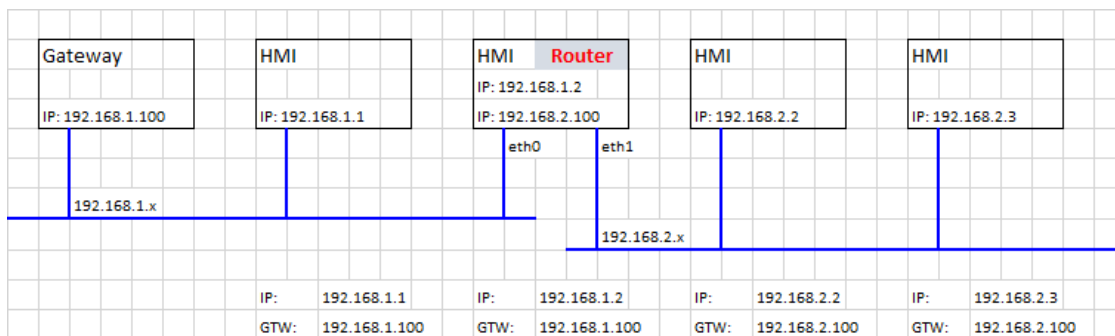 Gateway
IP: 192.168.1.100
HMI
IP: 192.168.1.1
HMI Router
IP: 192.168.1.2
IP: 192.168.2.100
HMI
IP: 192.168.2.2
HMI
IP: 192.168.2.3
eth0 eth1
192.168.1.x
192.168.2.x
IP: 192.168.1.1 IP: 192.168.1.2 IP: 192.168.2.2 IP: 192.168.2.3
GTW: 192.168.1.100 GTW: 192.168.1.100 GTW: 192.168.2.100 GTW: 192.168.2.100